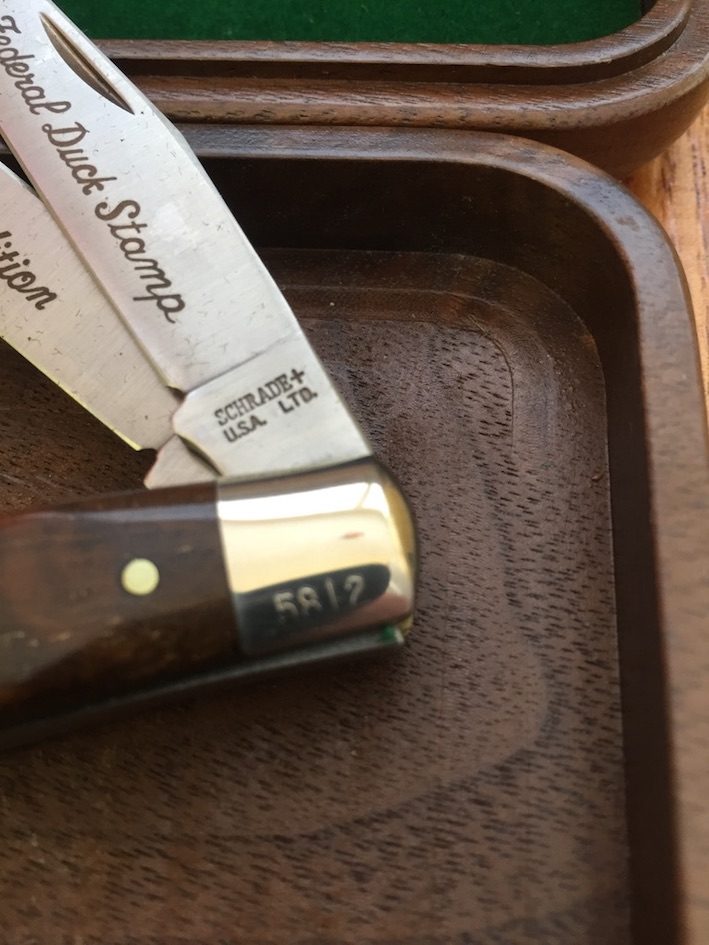 Federal Duck Stamp
ition
SCHRADE+
U.S.A. LTD.
5812